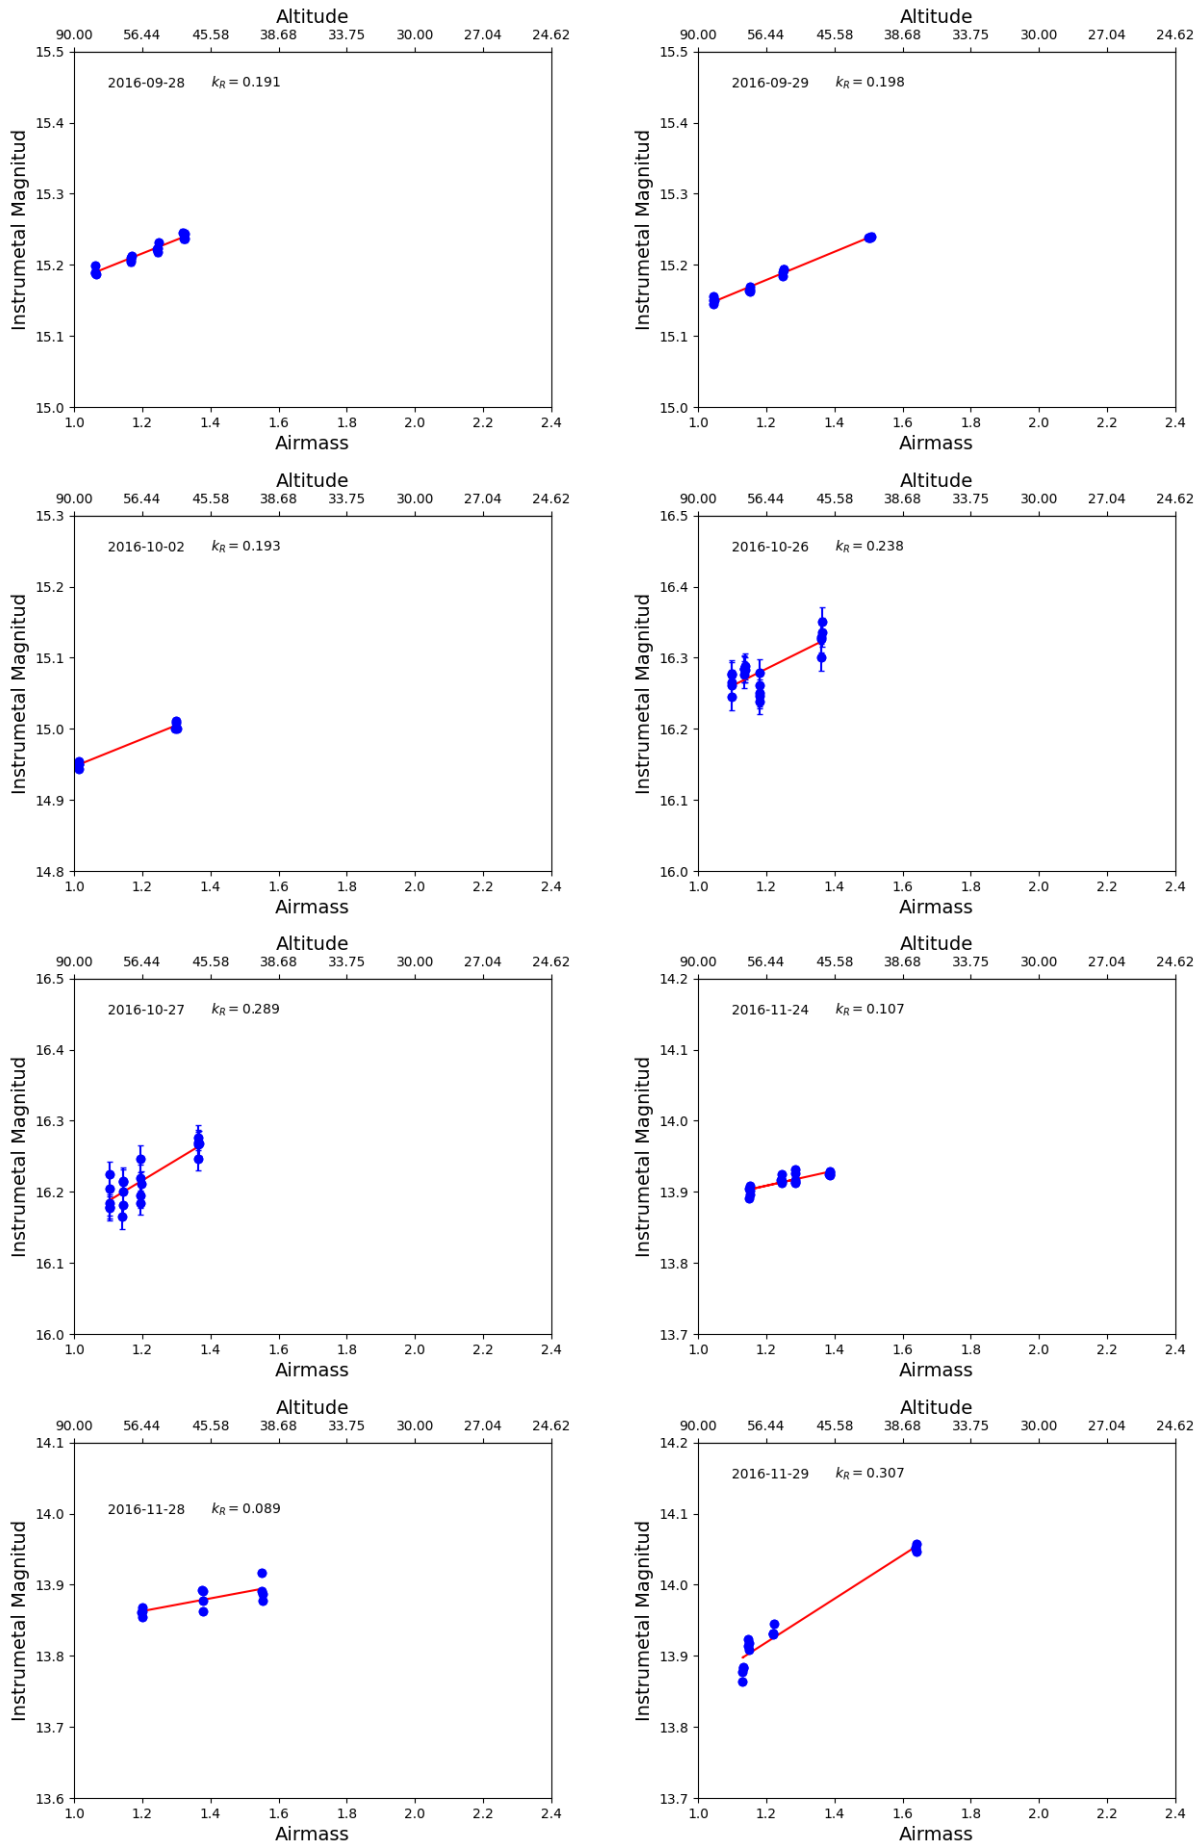 Altitude
90.00 56.44 45.58 38.68 33.75 30.00 27.04 24.62
15.5
2016-09-28 k_R = 0.191
15.4
15.3
15.2
15.1
15.0
Instrumetal Magnitud
1.0 1.2 1.4 1.6 1.8 2.0 2.2 2.4
Airmass
Altitude
90.00 56.44 45.58 38.68 33.75 30.00 27.04 24.62
15.5
2016-09-29 k_R = 0.198
15.4
15.3
15.2
15.1
15.0
Instrumetal Magnitud
1.0 1.2 1.4 1.6 1.8 2.0 2.2 2.4
Airmass
Altitude
90.00 56.44 45.58 38.68 33.75 30.00 27.04 24.62
15.3
2016-10-02 k_R = 0.193
15.2
15.1
15.0
14.9
14.8
Instrumetal Magnitud
1.0 1.2 1.4 1.6 1.8 2.0 2.2 2.4
Airmass
Altitude
90.00 56.44 45.58 38.68 33.75 30.00 27.04 24.62
16.5
2016-10-26 k_R = 0.238
16.4
16.3
16.2
16.1
16.0
Instrumetal Magnitud
1.0 1.2 1.4 1.6 1.8 2.0 2.2 2.4
Airmass
Altitude
90.00 56.44 45.58 38.68 33.75 30.00 27.04 24.62
16.5
2016-10-27 k_R = 0.289
16.4
16.3
16.2
16.1
16.0
Instrumetal Magnitud
1.0 1.2 1.4 1.6 1.8 2.0 2.2 2.4
Airmass
Altitude
90.00 56.44 45.58 38.68 33.75 30.00 27.04 24.62
14.2
2016-11-24 k_R = 0.107
14.1
14.0
13.9
13.8
13.7
Instrumetal Magnitud
1.0 1.2 1.4 1.6 1.8 2.0 2.2 2.4
Airmass
Altitude
90.00 56.44 45.58 38.68 33.75 30.00 27.04 24.62
14.1
2016-11-28 k_R = 0.089
14.0
13.9
13.8
13.7
13.6
Instrumetal Magnitud
1.0 1.2 1.4 1.6 1.8 2.0 2.2 2.4
Airmass
Altitude
90.00 56.44 45.58 38.68 33.75 30.00 27.04 24.62
14.2
2016-11-29 k_R = 0.307
14.1
14.0
13.9
13.8
13.7
Instrumetal Magnitud
1.0 1.2 1.4 1.6 1.8 2.0 2.2 2.4
Airmass